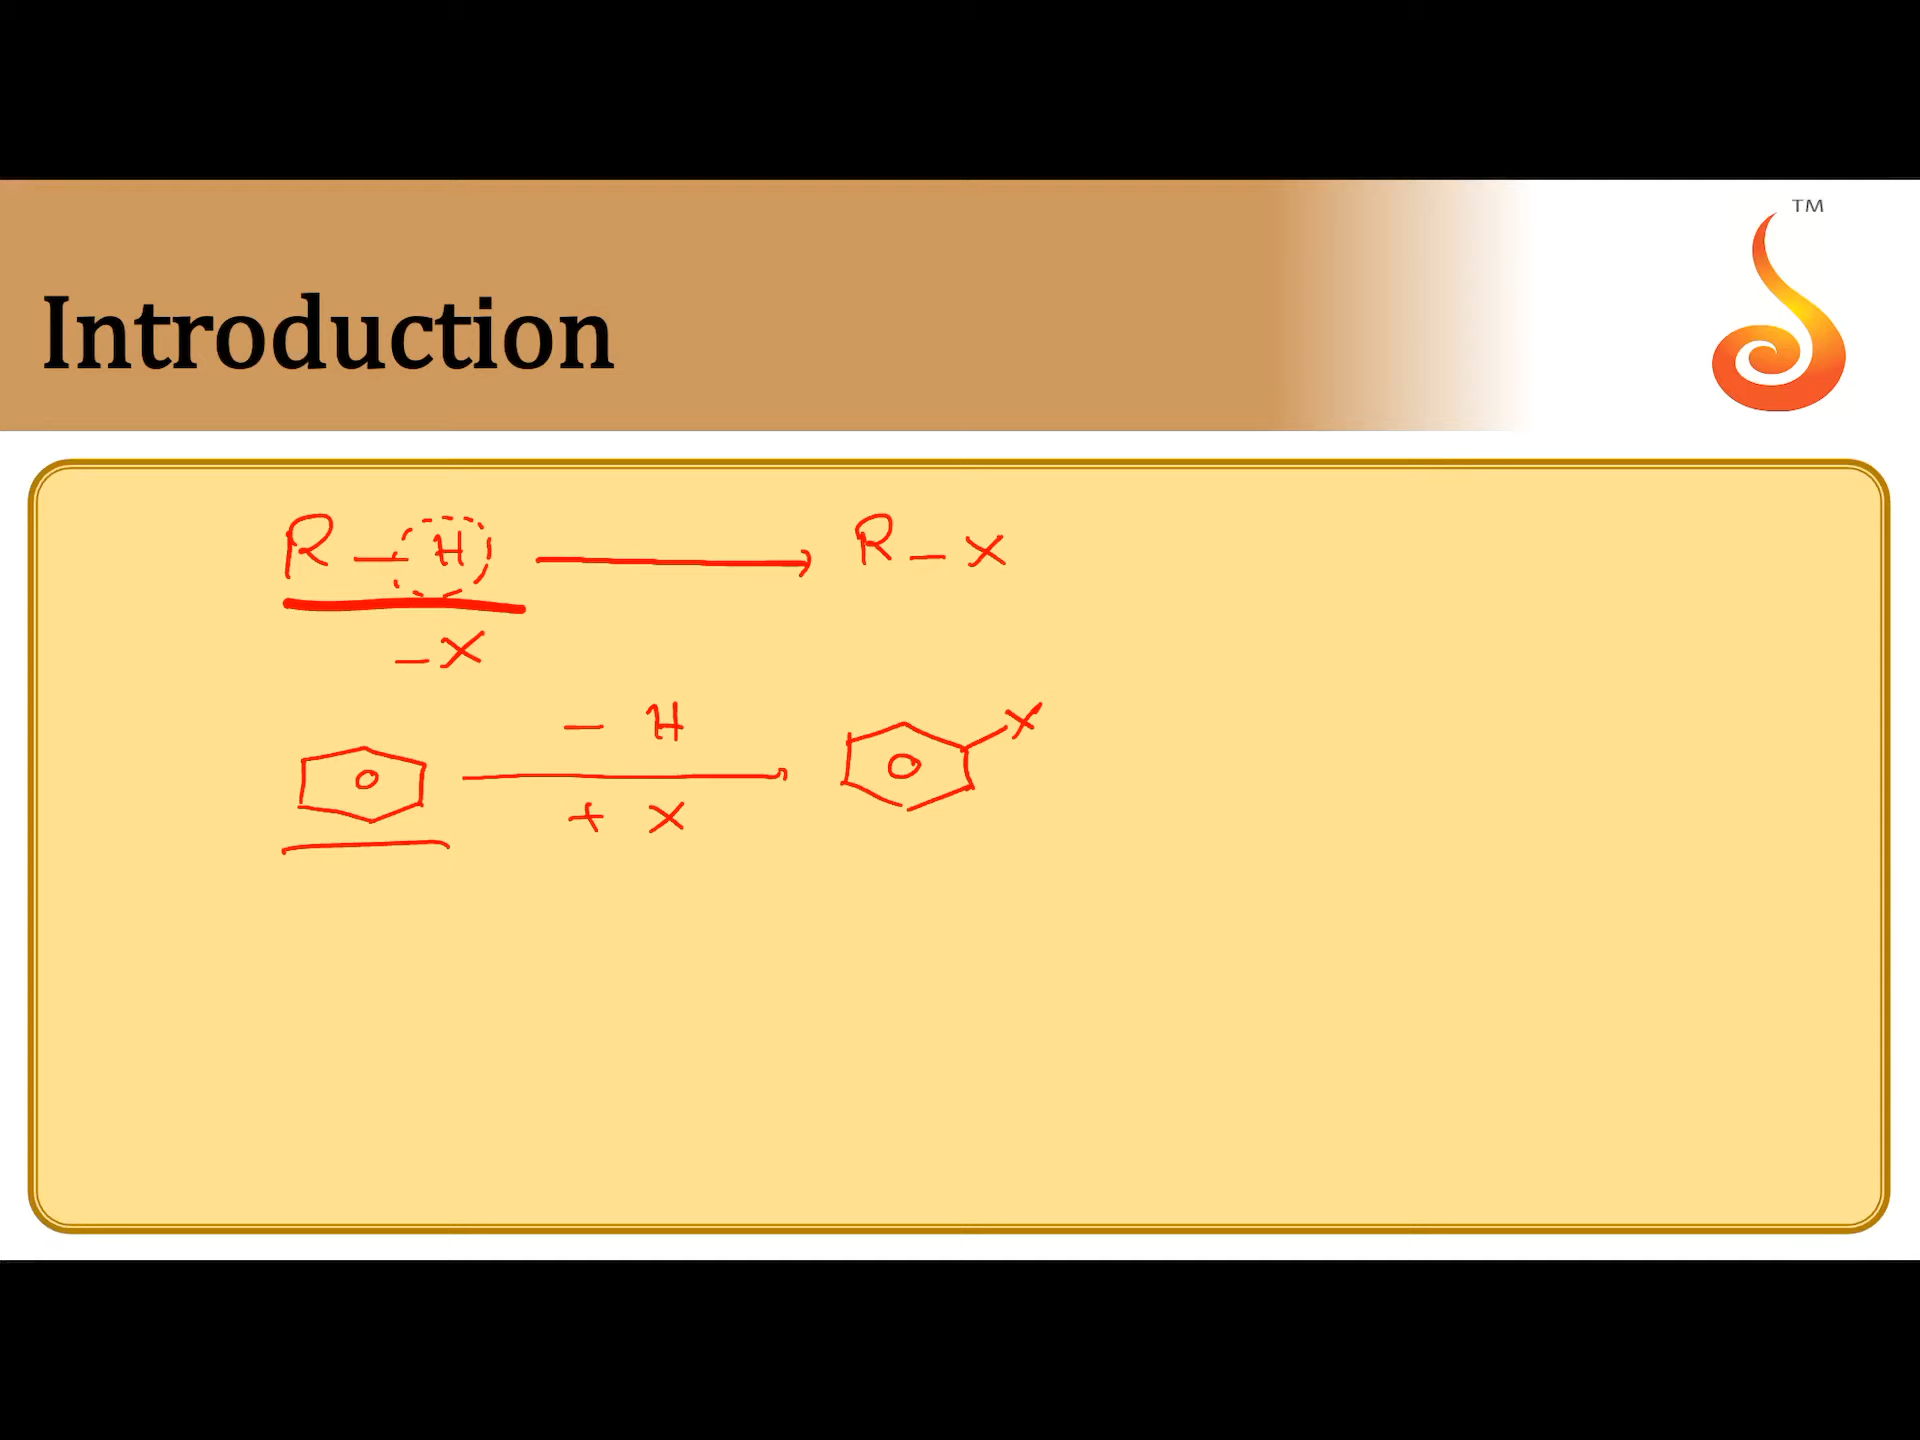 TM
Introduction
R – H ⟶ R – X
– X
– H
X
+ X